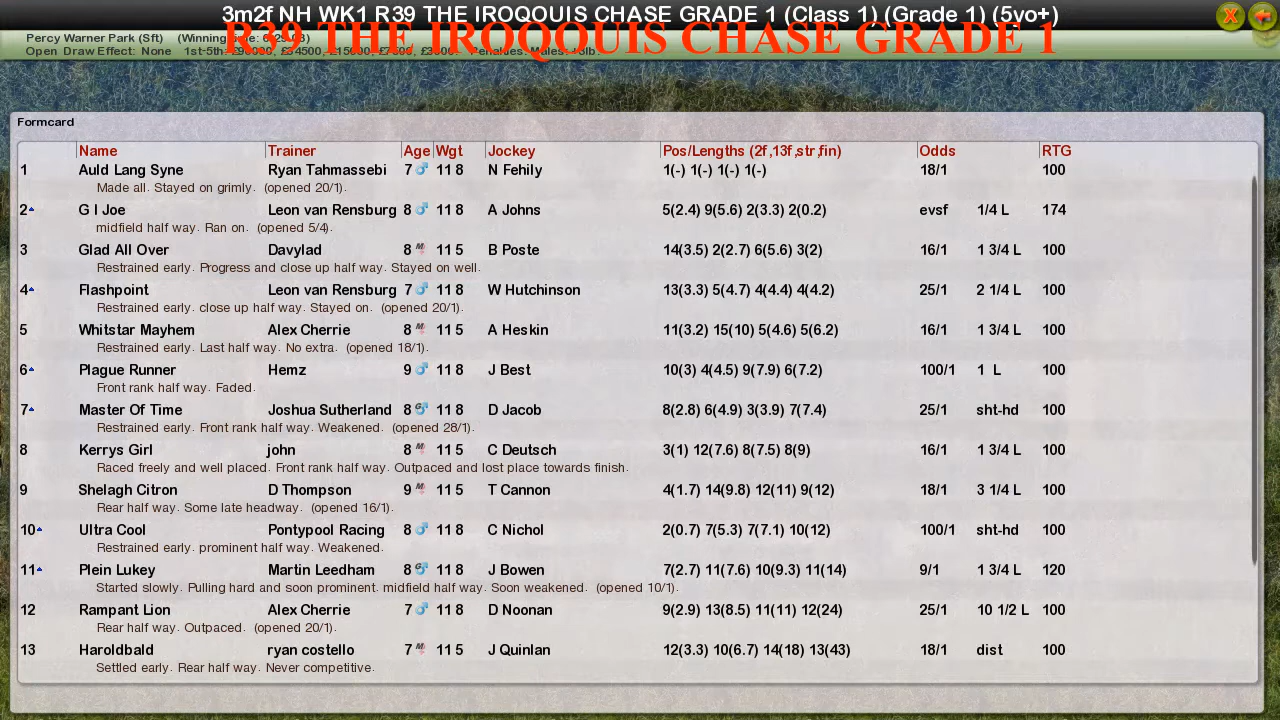 3m2f NH WK1 R39 THE IROQOUIS CHASE GRADE 1 (Class 1) (Grade 1) (5yo+)
R39 THE IROQOUIS CHASE GRADE 1
Percy Warner Park (Sft) (Winning
Open Draw Effect: None 1st-5th:
Formcard
Name Trainer Age Wgt Jockey Pos/Lengths (2f,13f,str,fin) Odds RTG
1 Auld Lang Syne Ryan Tahmassebi 7 11 8 N Fehily 1(-) 1(-) 1(-) 1(-) 18/1 100
Made all. Stayed on grimly. (opened 20/1).
2 G I Joe Leon van Rensburg 8 11 8 A Johns 5(2.4) 9(5.6) 2(3.3) 2(0.2) evsf 1/4 L 174
midfield half way. Ran on. (opened 5/4).
3 Glad All Over Davylad 8 M 11 5 B Poste 14(3.5) 2(2.7) 6(5.6) 3(2) 16/1 1 3/4 L 100
Restrained early. Progress and close up half way. Stayed on well.
4 Flashpoint Leon van Rensburg 7 11 8 W Hutchinson 13(3.3) 5(4.7) 4(4.4) 4(4.2) 25/1 2 1/4 L 100
Restrained early. close up half way. Stayed on. (opened 20/1).
5 Whitstar Mayhem Alex Cherrie 8 M 11 5 A Heskin 11(3.2) 15(10) 5(4.6) 5(6.2) 16/1 1 3/4 L 100
Restrained early. Last half way. No extra. (opened 18/1).
6 Plague Runner Hemz 9 11 8 J Best 10(3) 4(4.5) 9(7.9) 6(7.2) 100/1 1 L 100
Front rank half way. Faded.
7 Master Of Time Joshua Sutherland 8 G 11 8 D Jacob 8(2.8) 6(4.9) 3(3.9) 7(7.4) 25/1 sht-hd 100
Restrained early. Front rank half way. Weakened. (opened 28/1).
8 Kerrys Girl john 8 M 11 5 C Deutsch 3(1) 12(7.6) 8(7.5) 8(9) 16/1 1 3/4 L 100
Raced freely and well placed. Front rank half way. Outpaced and lost place towards finish.
9 Shelagh Citron D Thompson 9 M 11 5 T Cannon 4(1.7) 14(9.8) 12(11) 9(12) 18/1 3 1/4 L 100
Rear half way. Some late headway. (opened 16/1).
10 Ultra Cool Pontypool Racing 8 11 8 C Nichol 2(0.7) 7(5.3) 7(7.1) 10(12) 100/1 sht-hd 100
Restrained early. prominent half way. Weakened.
11 Plein Lukey Martin Leedham 8 G 11 8 J Bowen 7(2.7) 11(7.6) 10(9.3) 11(14) 9/1 1 3/4 L 120
Started slowly. Pulling hard and soon prominent. midfield half way. Soon weakened. (opened 10/1).
12 Rampant Lion Alex Cherrie 7 11 8 D Noonan 9(2.9) 13(8.5) 11(11) 12(24) 25/1 10 1/2 L 100
Rear half way. Outpaced. (opened 20/1).
13 Haroldbald ryan costello 7 M 11 5 J Quinlan 12(3.3) 10(6.7) 14(18) 13(43) 18/1 dist 100
Settled early. Rear half way. Never competitive.